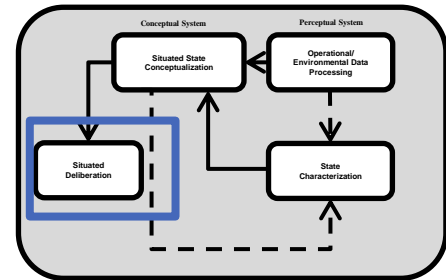 Conceptual System
Perceptual System
Situated State
Conceptualization
Operational/
Environmental Data
Processing
Situated
Deliberation
State
Characterization